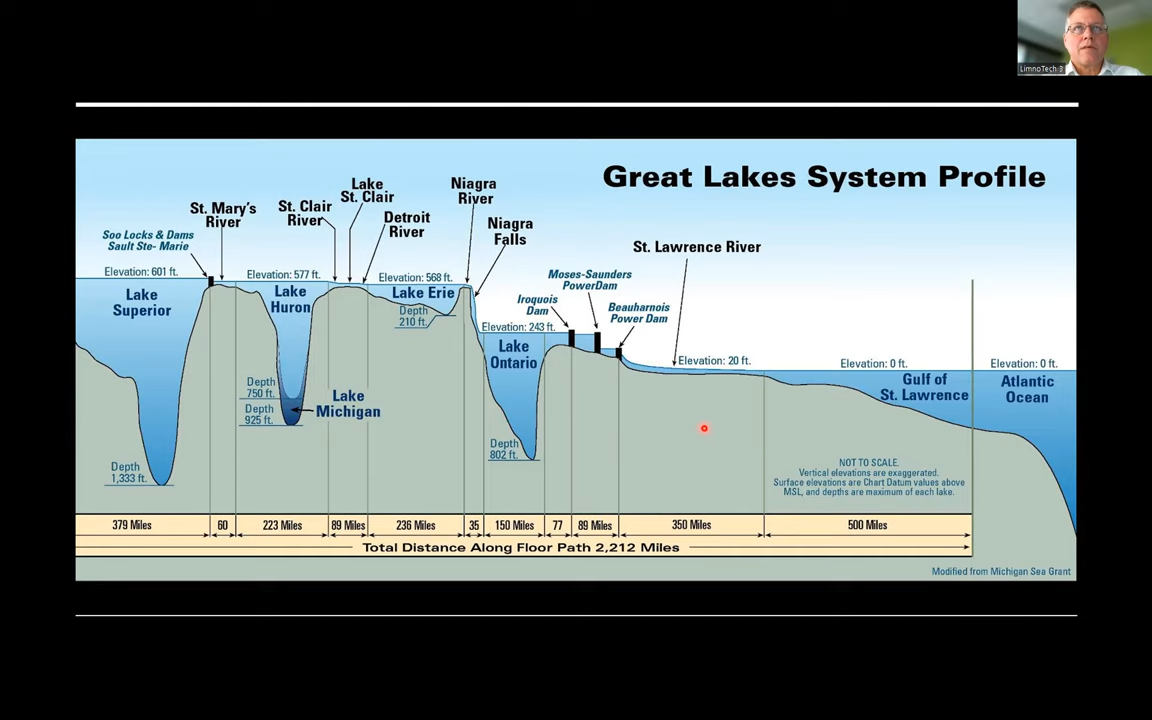 LimnoTech
Great Lakes System Profile
Lake
St. Clair
Niagra
River
St. Mary's
River
St. Clair
River
Detroit
River
Niagra
Falls
Soo Locks & Dams
Sault Ste- Marie
St. Lawrence River
Elevation: 601 ft.
Elevation: 577 ft.
Elevation: 568 ft.
Moses-Saunders
PowerDam
Lake
Superior
Lake
Huron
Lake Erie
Depth
210 ft.
Iroquois
Dam
Beauharnois
Power Dam
Elevation: 243 ft.
Lake
Ontario
Elevation: 20 ft.
Elevation: 0 ft.
Elevation: 0 ft.
Gulf of
St. Lawrence
Atlantic
Ocean
Depth
750 ft.
Depth
925 ft.
Lake
Michigan
Depth
802 ft.
Depth
1,333 ft.
NOT TO SCALE.
Vertical elevations are exaggerated.
Surface elevations are Chart Datum values above
MSL, and depths are maximum of each lake.
379 Miles
60
223 Miles
89 Miles
236 Miles
35
150 Miles
77
89 Miles
350 Miles
500 Miles
Total Distance Along Floor Path 2,212 Miles
Modified from Michigan Sea Grant